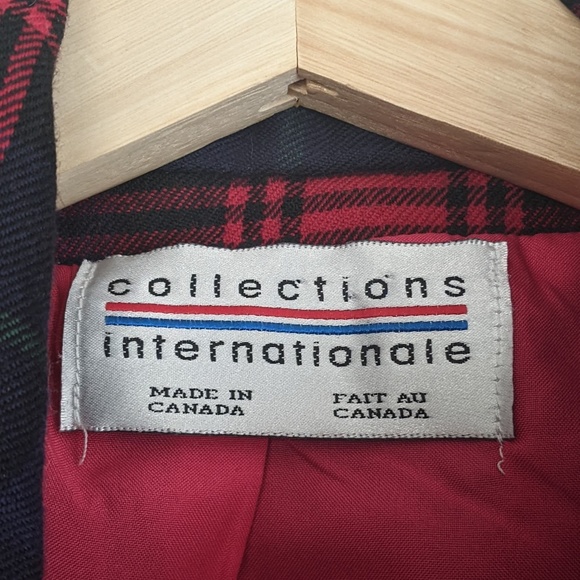 collections
internationale
MADE IN
CANADA
FAIT AU
CANADA